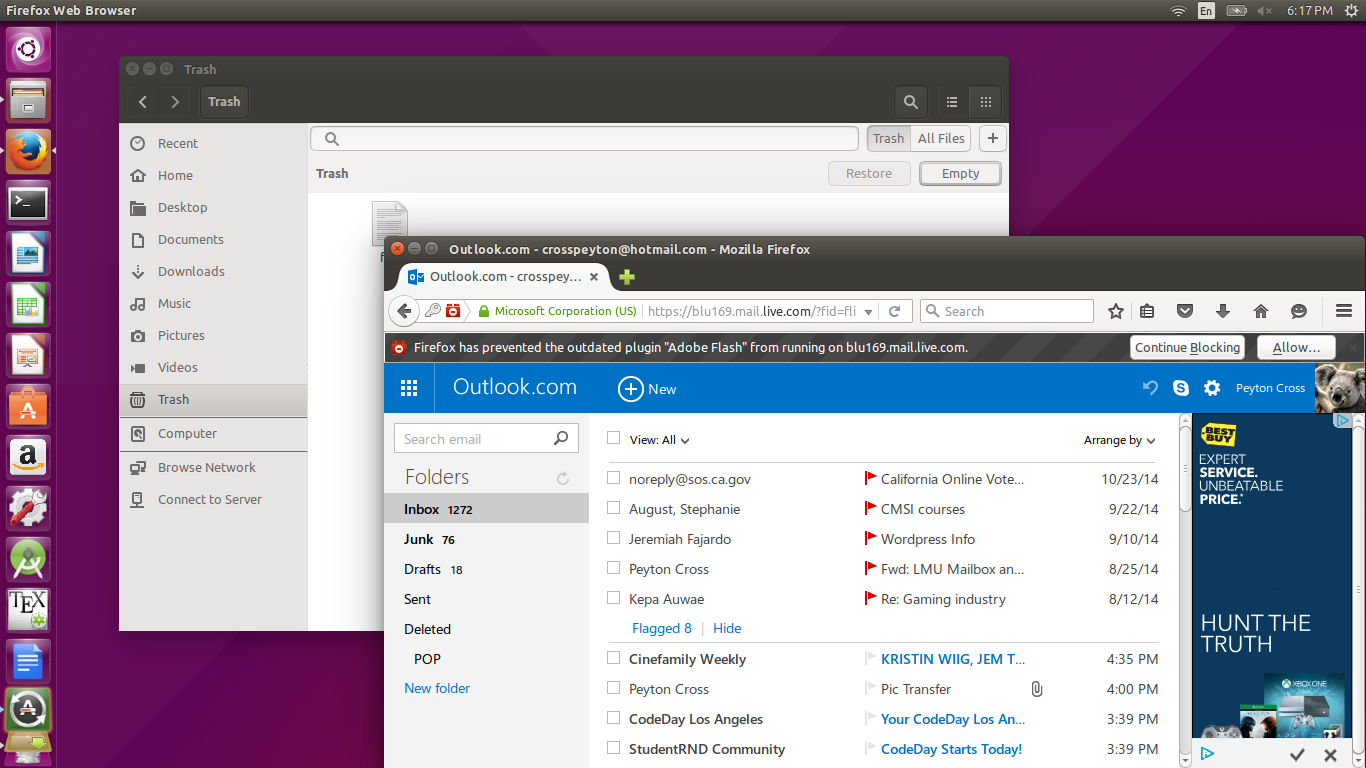 Firefox Web Browser
En
6:17 PM
Trash
Trash
Recent
Home
Desktop
Documents
Downloads
Music
Pictures
Videos
Trash
Computer
Browse Network
Connect to Server
Trash
All Files
Trash
Restore
Empty
Outlook.com - crosspeyton@hotmail.com - Mozilla Firefox
Outlook.com - crosspey...
Microsoft Corporation (US)
https://blu169.mail.live.com/?fid=fli
Search
Firefox has prevented the outdated plugin "Adobe Flash" from running on blu169.mail.live.com.
Continue Blocking
Allow...
Outlook.com
New
Peyton Cross
Search email
Folders
Inbox 1272
Junk 76
Drafts 18
Sent
Deleted
POP
New folder
View: All
Arrange by
noreply@sos.ca.gov California Online Vote... 10/23/14
August, Stephanie CMSI courses 9/22/14
Jeremiah Fajardo Wordpress Info 9/10/14
Peyton Cross Fwd: LMU Mailbox an... 8/25/14
Kepa Auwae Re: Gaming industry 8/12/14
Flagged 8 | Hide
Cinefamily Weekly KRISTIN WIIG, JEM T... 4:35 PM
Peyton Cross Pic Transfer 4:00 PM
CodeDay Los Angeles Your CodeDay Los An... 3:39 PM
StudentRND Community CodeDay Starts Today! 3:39 PM
BEST BUY
EXPERT
SERVICE.
UNBEATABLE
PRICE.*
HUNT THE
TRUTH
XBOX ONE
TEX